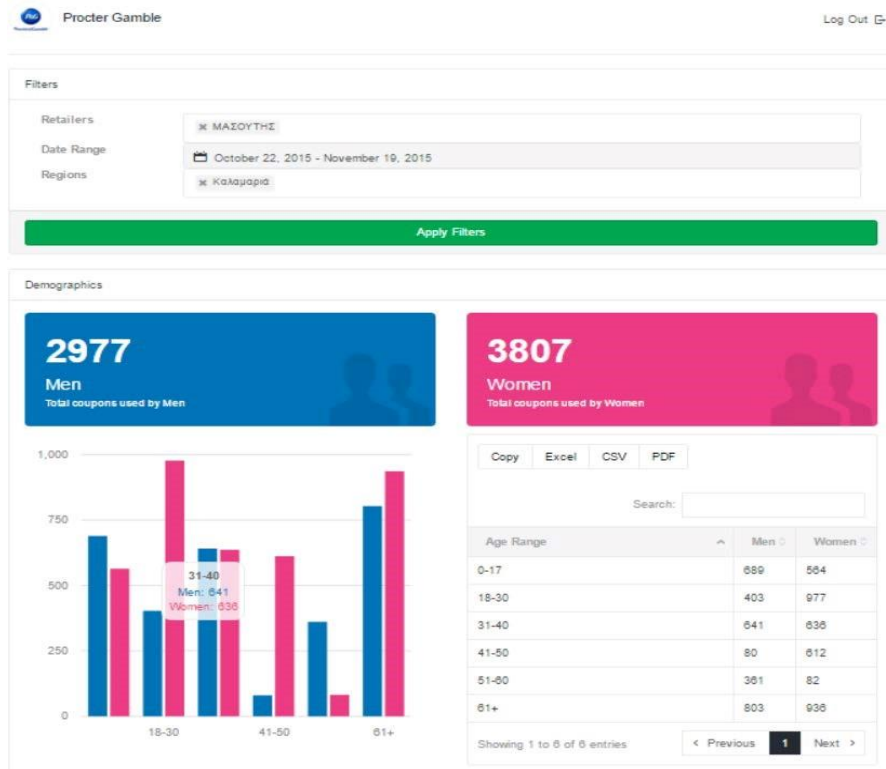 P&G Procter Gamble
Log Out
Filters
Retailers
× ΜΑΣΟΥΤΗΣ
Date Range
October 22, 2015 - November 19, 2015
Regions
× Καλαμαριά
Apply Filters
Demographics
2977
Men
Total coupons used by Men
3807
Women
Total coupons used by Women
1,000
750
500
250
0
31-40
Men: 641
Women: 636
18-30
41-50
61+
Copy Excel CSV PDF
Search:
Age Range Men Women
0-17 689 564
18-30 403 977
31-40 641 636
41-50 80 612
51-60 361 82
61+ 803 936
Showing 1 to 6 of 6 entries
< Previous 1 Next >